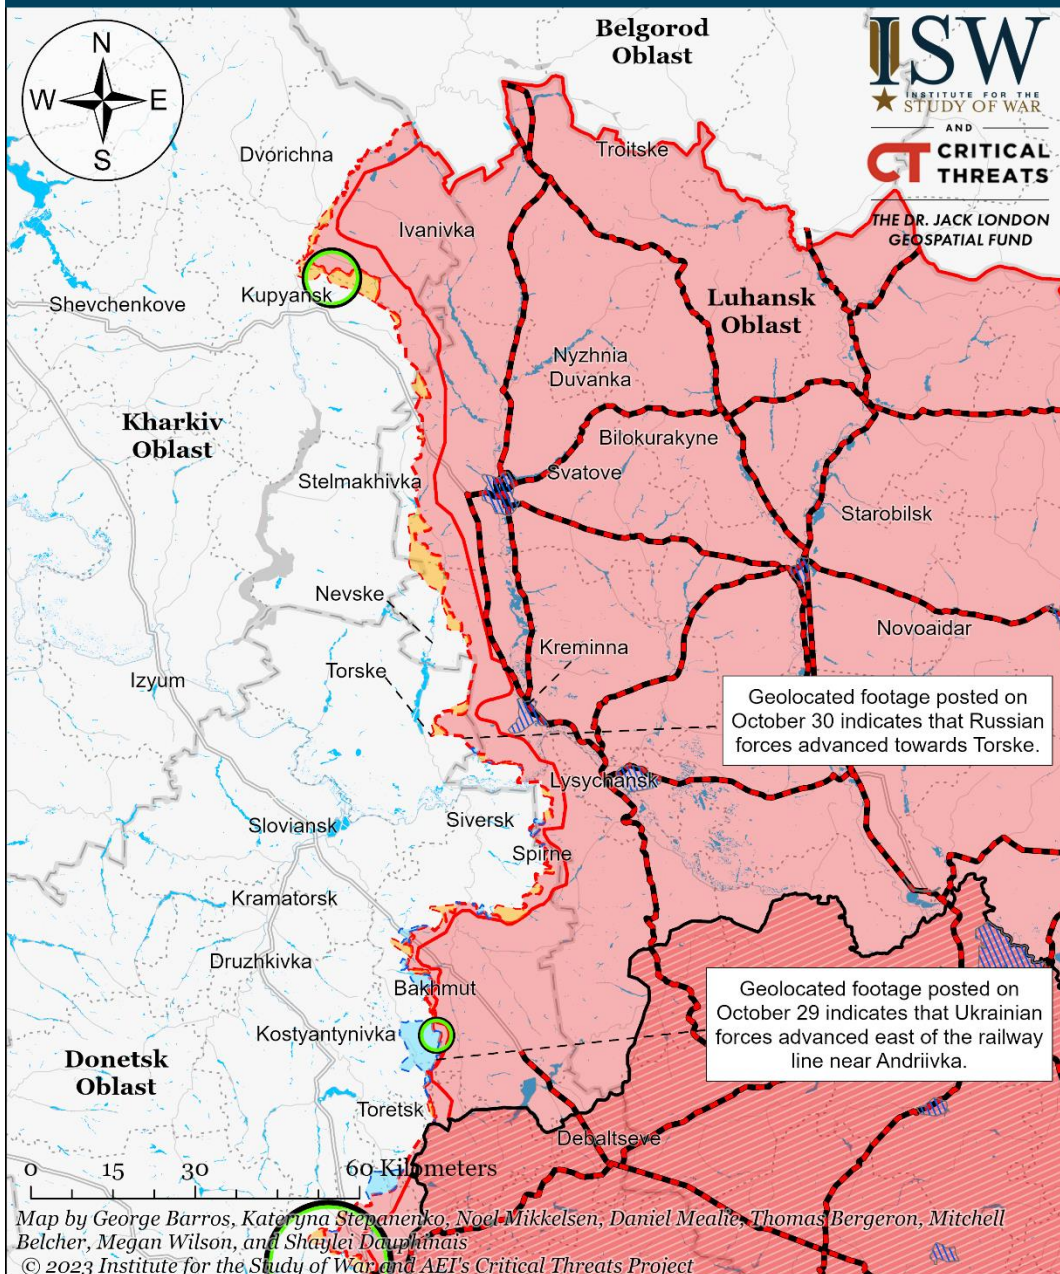 Belgorod
Oblast
ISW
INSTITUTE FOR THE
STUDY OF WAR
AND
CT CRITICAL
THREATS
THE DR. JACK LONDON
GEOSPATIAL FUND
N
W E
S
Dvorichna
Troitske
Ivanivka
Kupyansk
Shevchenkove
Luhansk
Oblast
Nyzhnia
Duvanka
Kharkiv
Oblast
Bilokurakyne
Stelmakhivka
Svatove
Starobilsk
Nevske
Novoaidar
Kreminna
Torske
Izyum
Geolocated footage posted on
October 30 indicates that Russian
forces advanced towards Torske.
Lysychansk
Siversk
Sloviansk
Spirne
Kramatorsk
Druzhkivka
Bakhmut
Geolocated footage posted on
October 29 indicates that Ukrainian
forces advanced east of the railway
line near Andriivka.
Kostyantynivka
Donetsk
Oblast
Toretsk
Debaltseve
0 15 30 60 Kilometers
Map by George Barros, Kateryna Stepanenko, Noel Mikkelsen, Daniel Mealie, Thomas Bergeron, Mitchell
Belcher, Megan Wilson, and Shaylei Dauphinais
© 2023 Institute for the Study of War and AEI's Critical Threats Project